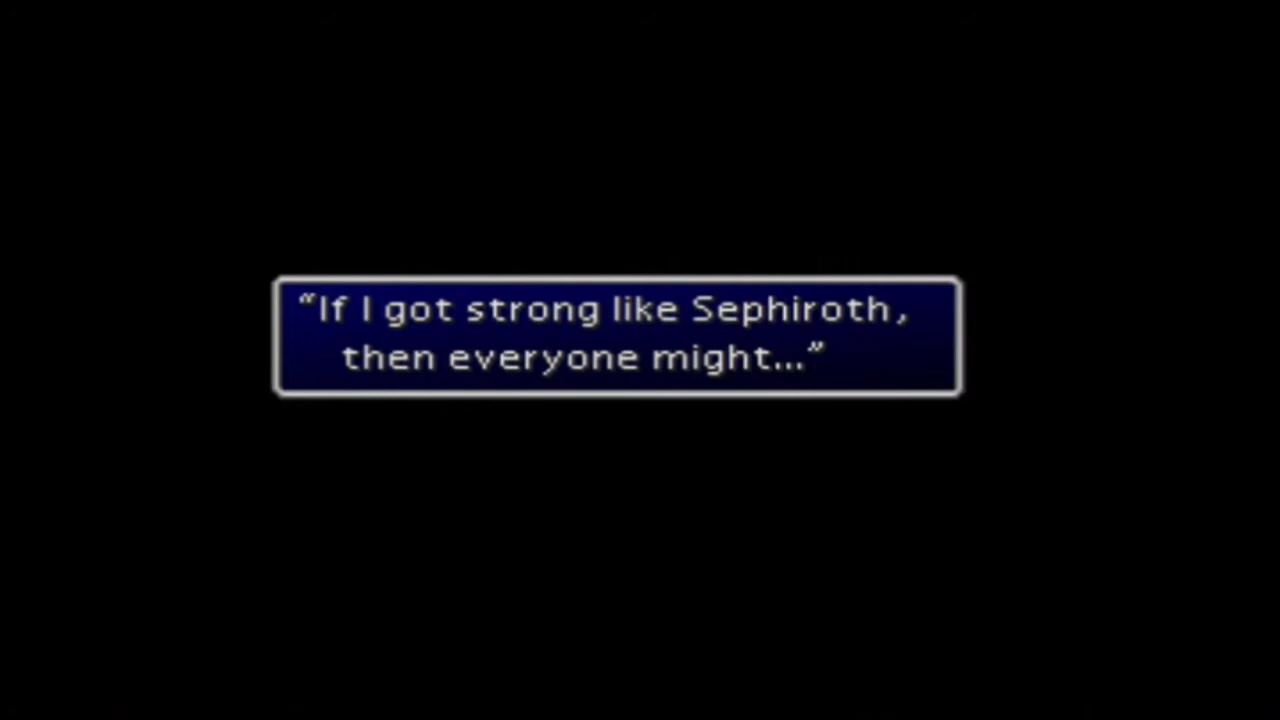 “If I got strong like Sephiroth,
then everyone might...”